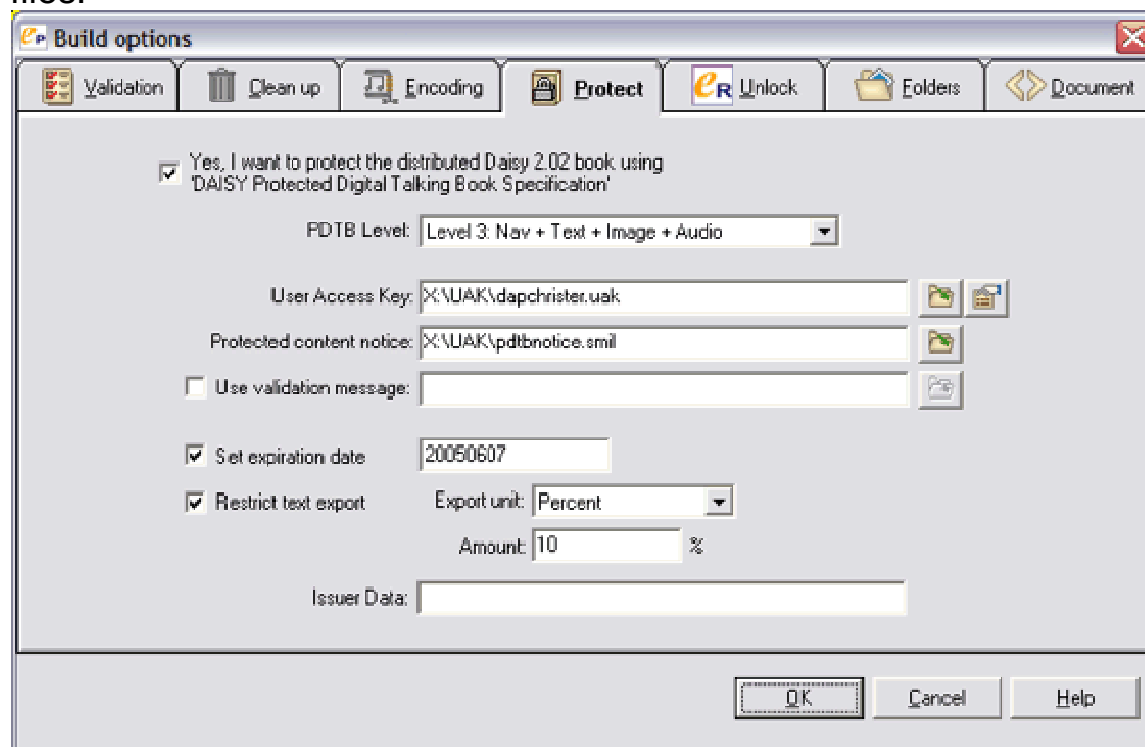 files.
eP Build options
Validation Clean up Encoding Protect eR Unlock Folders Document
Yes, I want to protect the distributed Daisy 2.02 book using
'DAISY Protected Digital Talking Book Specification'
PDTB Level: Level 3: Nav + Text + Image + Audio
User Access Key: X:\UAK\dapchrister.uak
Protected content notice: X:\UAK\pdtbnotice.smil
Use validation message:
Set expiration date 20050607
Restrict text export Export unit: Percent
Amount: 10 %
Issuer Data:
OK Cancel Help